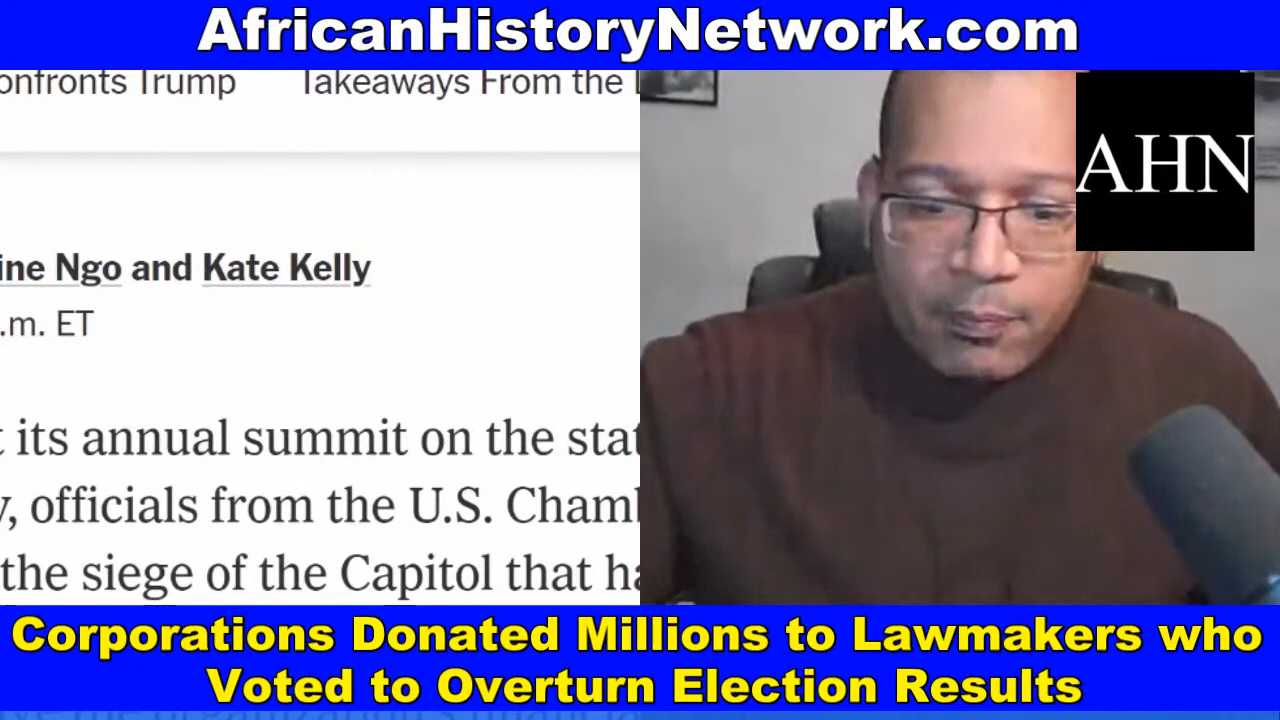 AfricanHistoryNetwork.com
onfronts Trump Takeaways From the
AHN
ine Ngo and Kate Kelly
.m. ET
its annual summit on the stat
officials from the U.S. Cham
the siege of the Capitol that ha
Corporations Donated Millions to Lawmakers who
Voted to Overturn Election Results